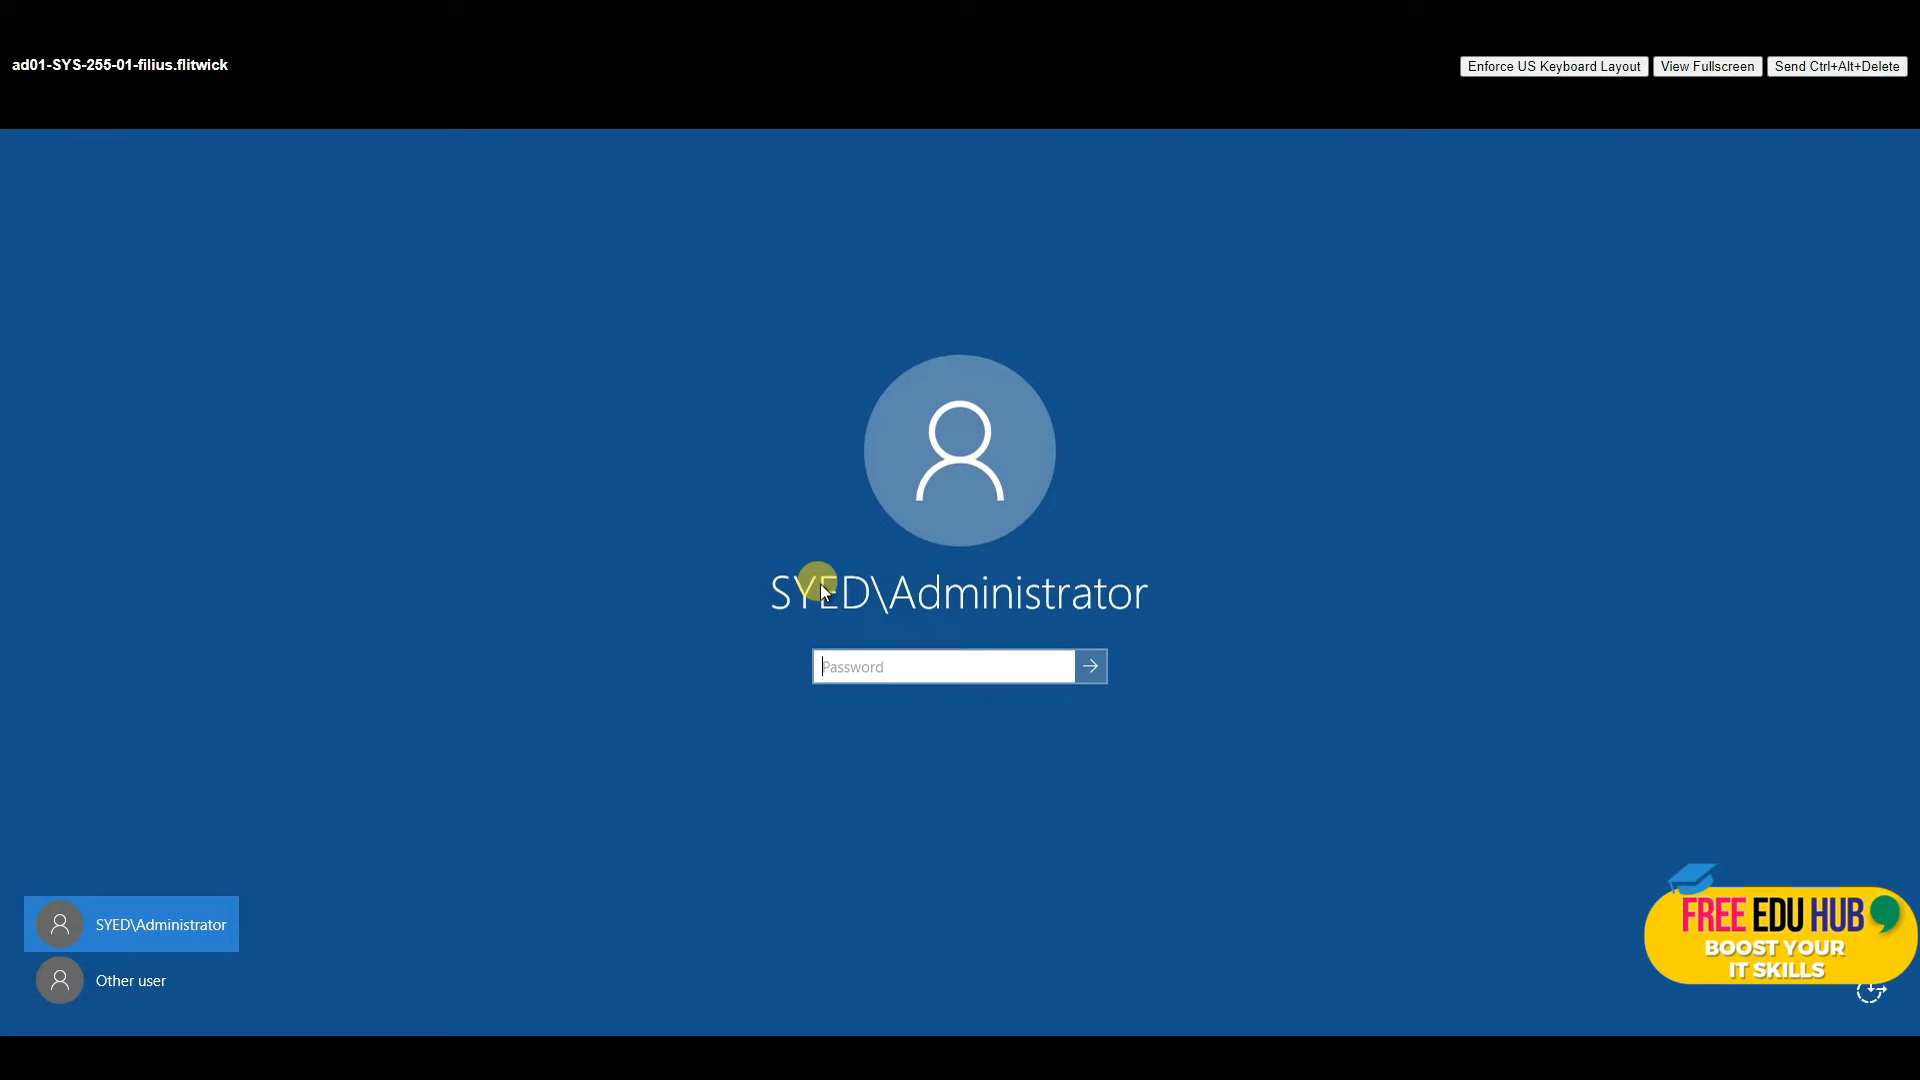 ad01-SYS-255-01-filius.flitwick
Enforce US Keyboard Layout View Fullscreen Send Ctrl+Alt+Delete
SYED\Administrator
Password
SYED\Administrator
Other user
FREE EDU HUB
BOOST YOUR
IT SKILLS